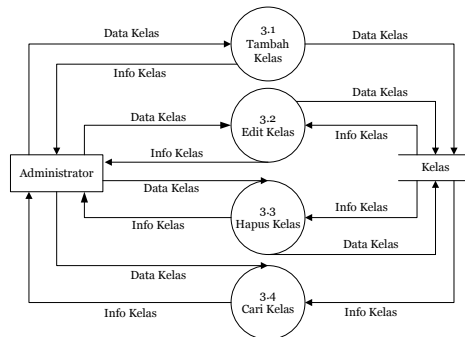 3.1
Data Kelas
Tambah
Data Kelas
Kelas
Info Kelas
3.2
Data Kelas
Data Kelas
Edit Kelas
Info Kelas
Info Kelas
Administrator
Kelas
Data Kelas
3.3
Info Kelas
Info Kelas
Hapus Kelas
Data Kelas
Data Kelas
3.4
Info Kelas
Cari Kelas
Info Kelas